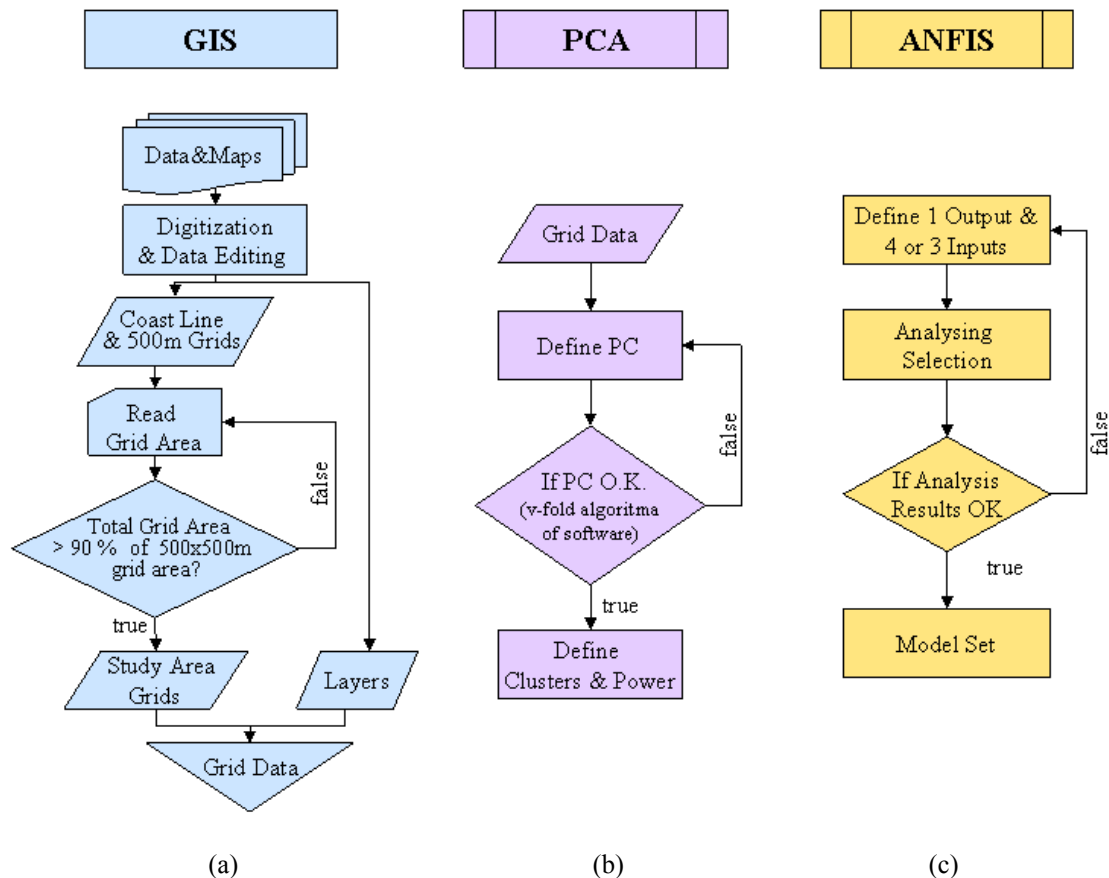 GIS
Data&Maps
Digitization
& Data Editing
Coast Line
& 500m Grids
Read
Grid Area
false
Total Grid Area
> 90 % of 500x500m
grid area?
true
Study Area
Grids
Layers
Grid Data
(a)
PCA
Grid Data
Define PC
false
If PC O.K.
(v-fold algoritma
of software)
true
Define
Clusters & Power
(b)
ANFIS
Define 1 Output &
4 or 3 Inputs
Analysing
Selection
false
If Analysis
Results OK
true
Model Set
(c)